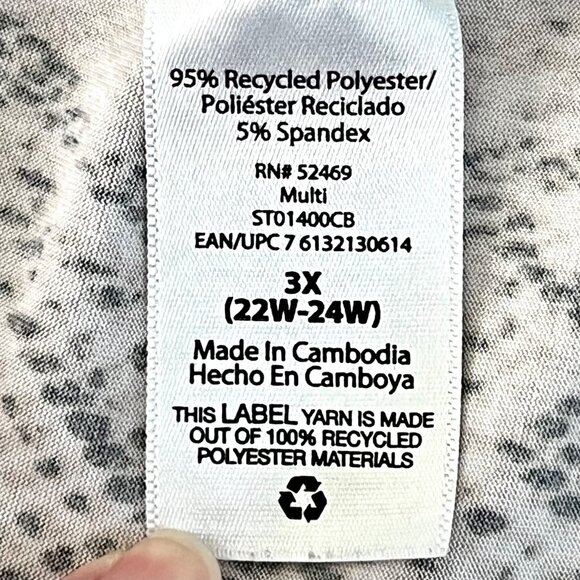 95% Recycled Polyester/
Poliéster Reciclado
5% Spandex
RN# 52469
Multi
ST01400CB
EAN/UPC 7 6132130614
3X
(22W-24W)
Made In Cambodia
Hecho En Camboya
THIS LABEL YARN IS MADE
OUT OF 100% RECYCLED
POLYESTER MATERIALS